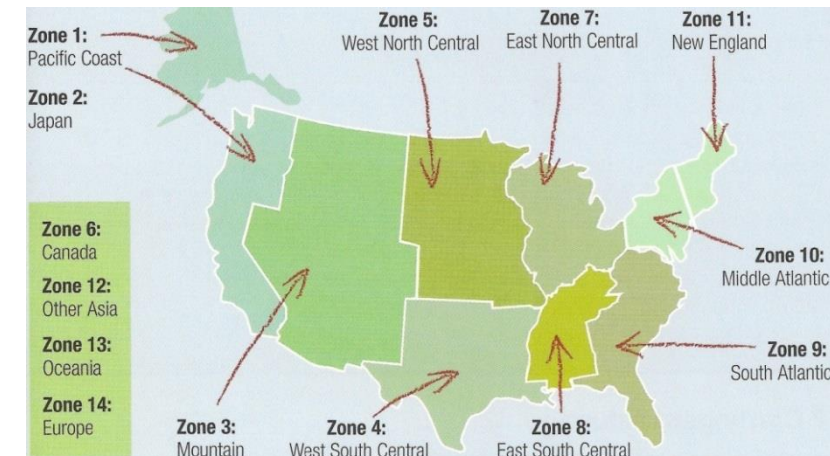 Zone 1:
Pacific Coast
Zone 2:
Japan
Zone 5:
West North Central
Zone 7:
East North Central
Zone 11:
New England
Zone 6:
Canada
Zone 12:
Other Asia
Zone 13:
Oceania
Zone 14:
Europe
Zone 10:
Middle Atlantic
Zone 9:
South Atlantic
Zone 3:
Mountain
Zone 4:
West South Central
Zone 8:
East South Central